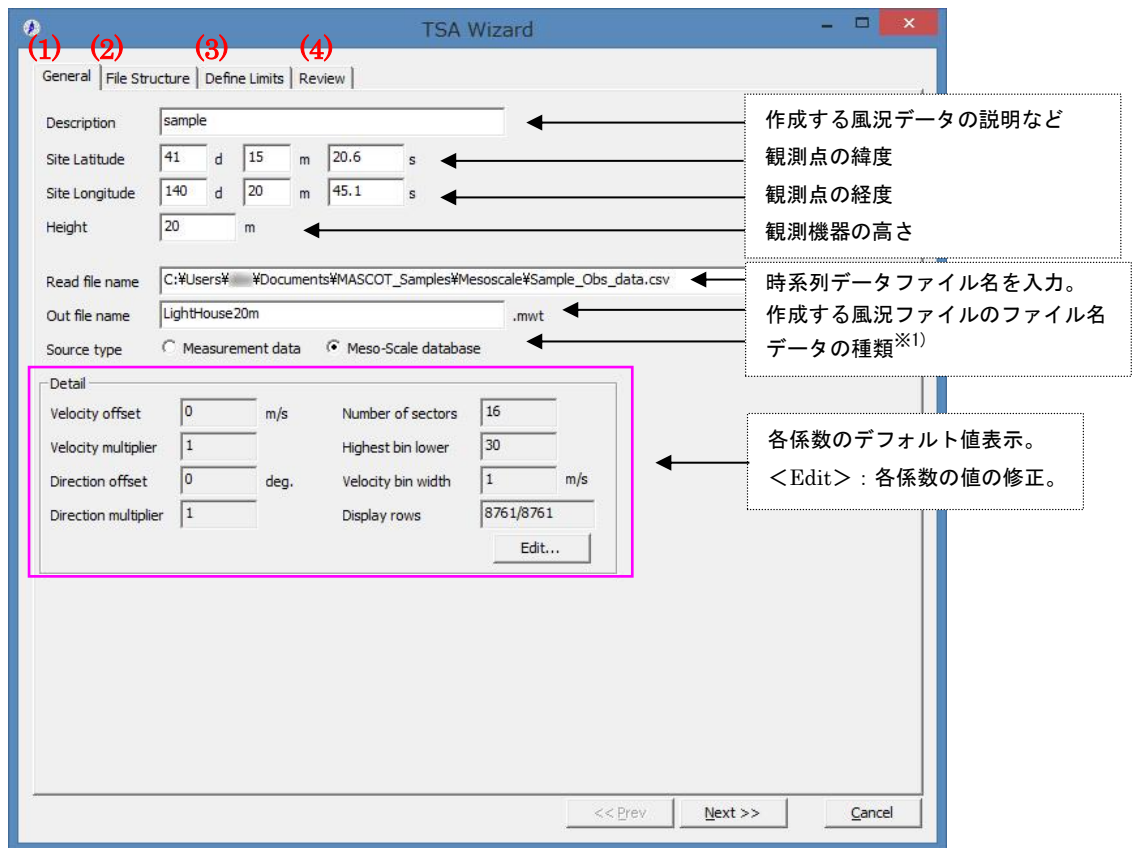 TSA Wizard
(1) (2) (3) (4)
General File Structure Define Limits Review
Description sample
作成する風況データの説明など
Site Latitude 41 d 15 m 20.6 s
観測点の緯度
Site Longitude 140 d 20 m 45.1 s
観測点の経度
Height 20 m
観測機器の高さ
Read file name C:¥Users¥ ¥Documents¥MASCOT_Samples¥Mesoscale¥Sample_Obs_data.csv
時系列データファイル名を入力。
Out file name LightHouse20m .mwt
作成する風況ファイルのファイル名
Source type Measurement data Meso-Scale database
データの種類※1)
Detail
Velocity offset 0 m/s Number of sectors 16
Velocity multiplier 1 Highest bin lower 30
Direction offset 0 deg. Velocity bin width 1 m/s
Direction multiplier 1 Display rows 8761/8761
Edit...
各係数のデフォルト値表示。
＜Edit＞：各係数の値の修正。
<< Prev Next >> Cancel